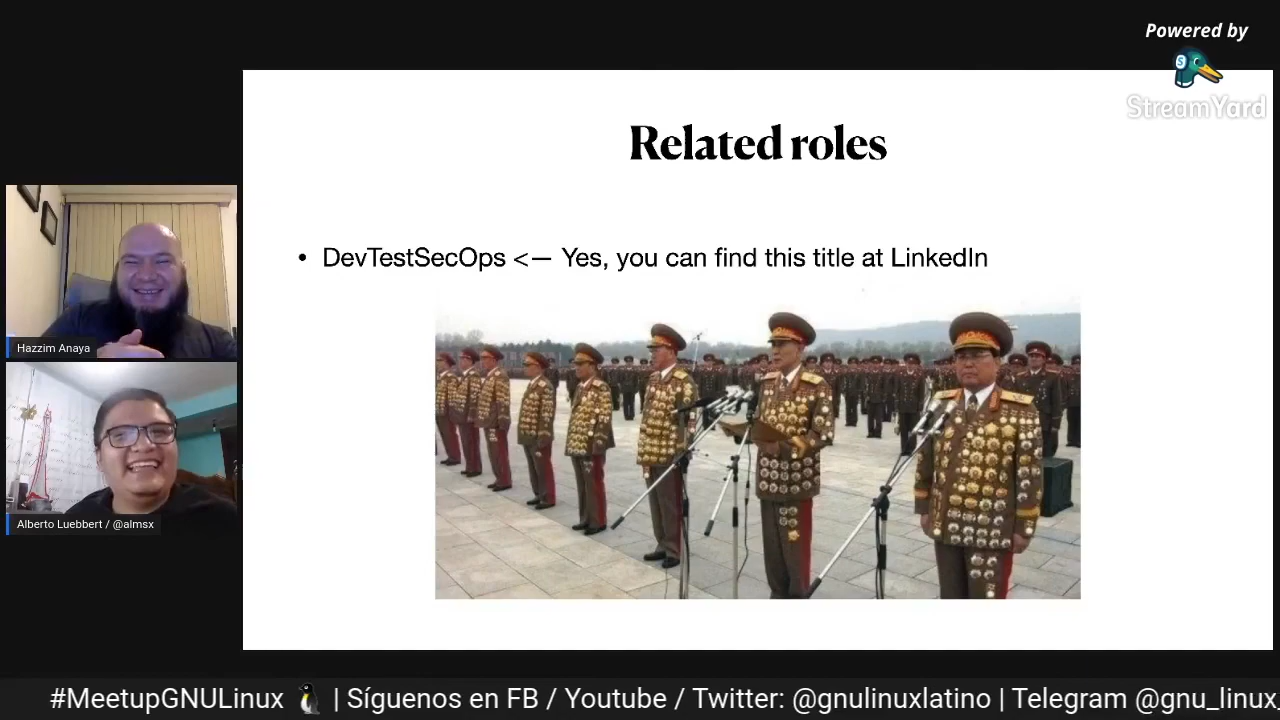 Powered by
StreamYard
Related roles
• DevTestSecOps <— Yes, you can find this title at LinkedIn
Hazzim Anaya
Alberto Luebbert / @almsx
#MeetupGNULinux 🐧 | Síguenos en FB / Youtube / Twitter: @gnulinuxlatino | Telegram @gnu_linux_